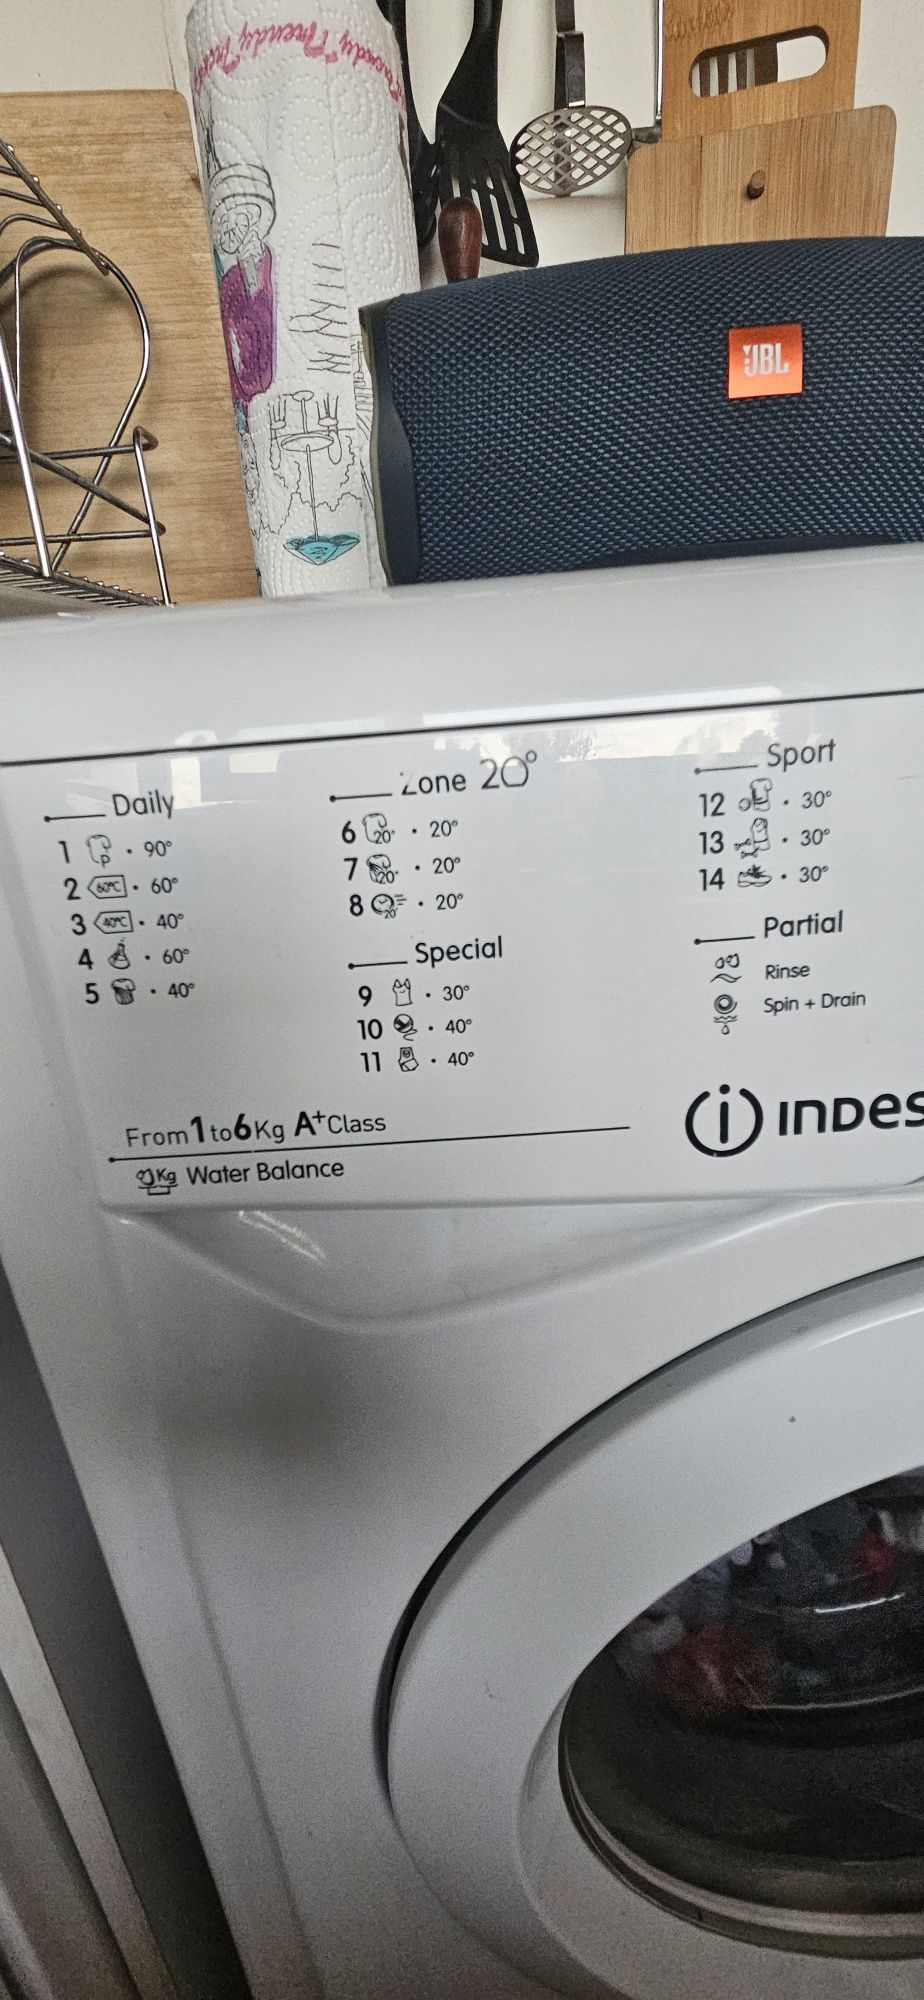 Trendy
Trendy
JBL
Daily
1 P · 90°
2 60°C · 60°
3 40°C · 40°
4 · 60°
5 · 40°
Zone 20°
6 20° · 20°
7 20° · 20°
8 20° · 20°
Special
9 · 30°
10 · 40°
11 · 40°
Sport
12 · 30°
13 · 30°
14 · 30°
Partial
Rinse
Spin + Drain
From 1 to 6 Kg A+ Class
Kg Water Balance
INDES